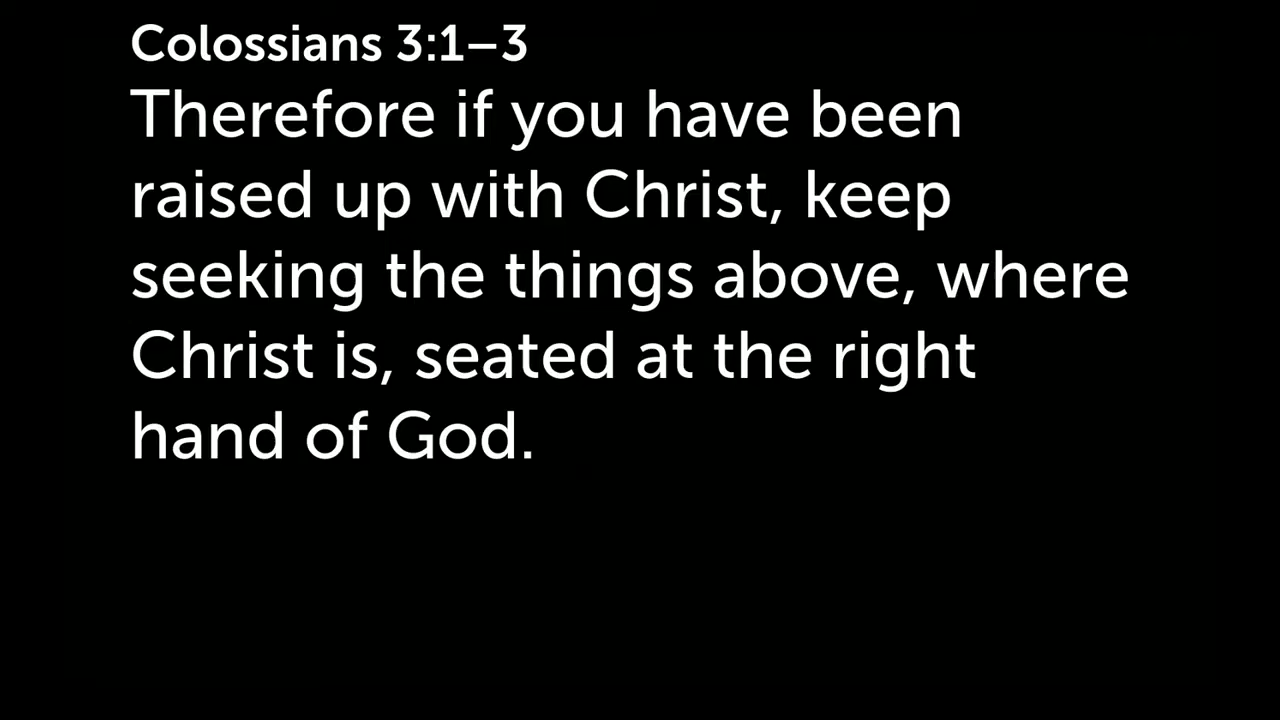 Colossians 3:1–3
Therefore if you have been
raised up with Christ, keep
seeking the things above, where
Christ is, seated at the right
hand of God.